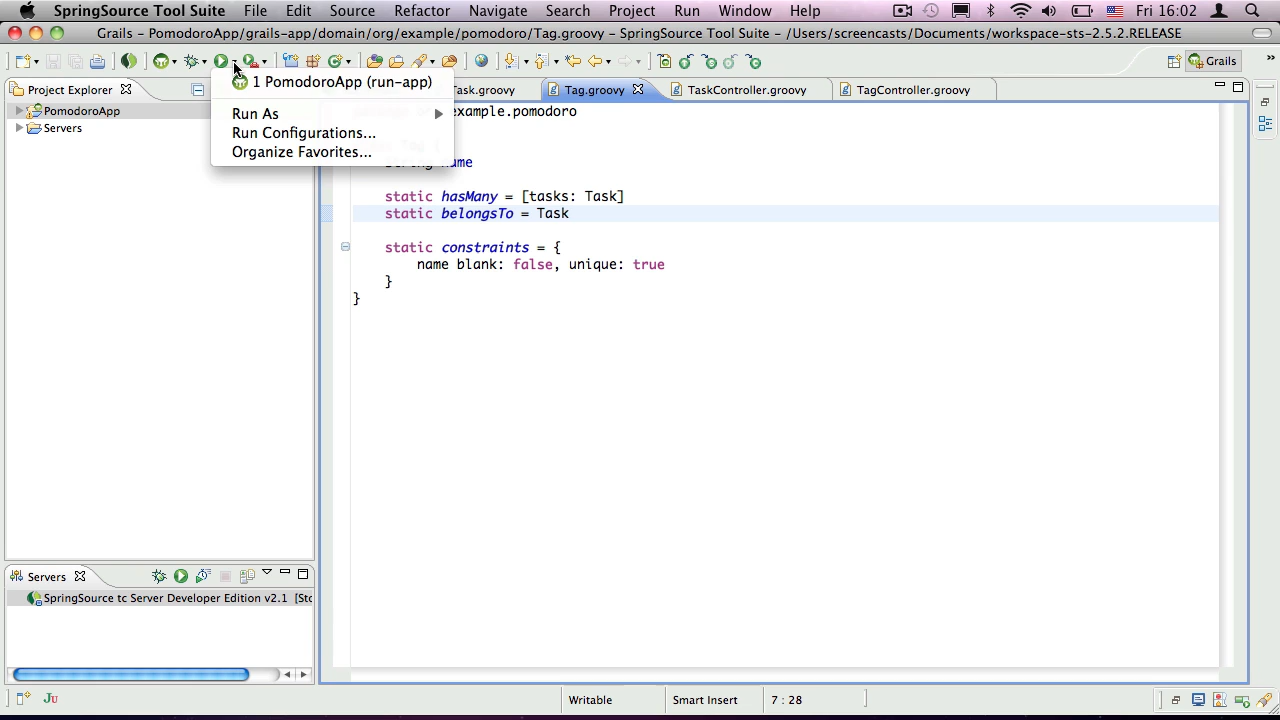 SpringSource Tool Suite File Edit Source Refactor Navigate Search Project Run Window Help Fri 16:02
Grails - PomodoroApp/grails-app/domain/org/example/pomodoro/Tag.groovy - SpringSource Tool Suite - /Users/screencasts/Documents/workspace-sts-2.5.2.RELEASE
Grails
1 PomodoroApp (run-app)
Run As
Run Configurations...
Organize Favorites...
Project Explorer
PomodoroApp
Servers
Task.groovy Tag.groovy TaskController.groovy TagController.groovy
example.pomodoro
String name
static hasMany = [tasks: Task]
static belongsTo = Task
static constraints = {
name blank: false, unique: true
}
}
Servers
SpringSource tc Server Developer Edition v2.1 [Sto
JU
Writable Smart Insert 7 : 28